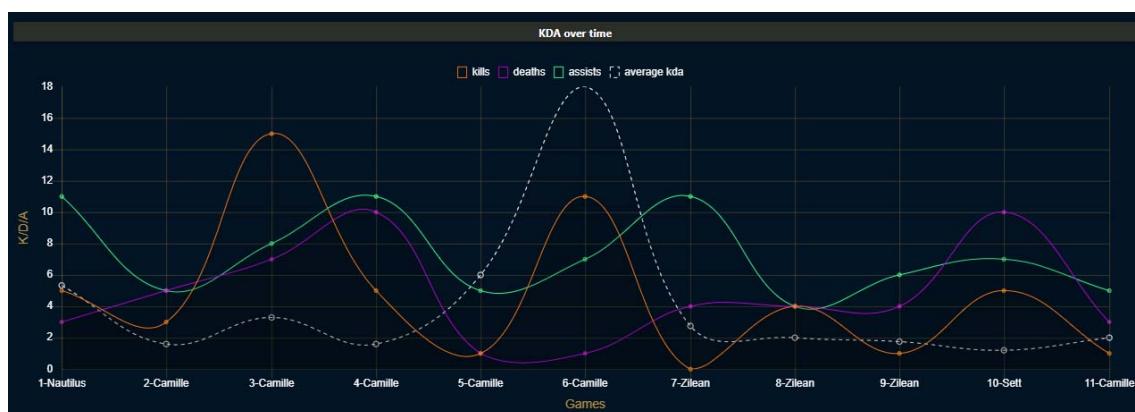 KDA over time
kills deaths assists average kda
18
16
14
12
10
8
6
4
2
0
K/D/A
1-Nautilus 2-Camille 3-Camille 4-Camille 5-Camille 6-Camille 7-Zilean 8-Zilean 9-Zilean 10-Sett 11-Camille
Games